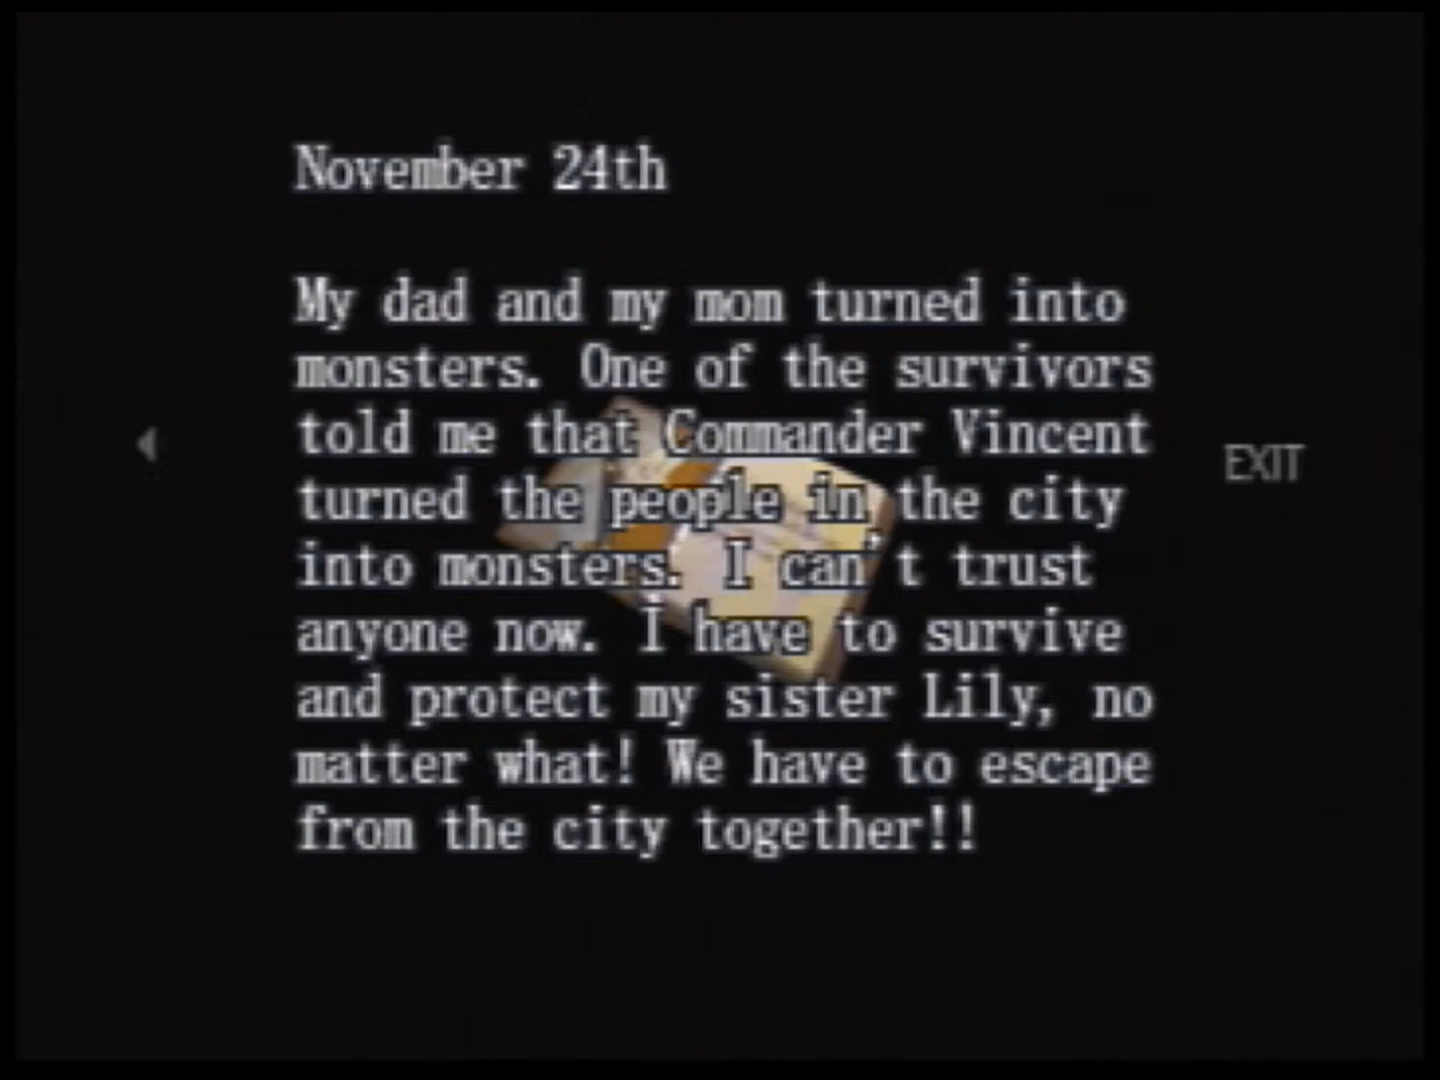 November 24th
My dad and my mom turned into
monsters. One of the survivors
told me that Commander Vincent
turned the people in the city
into monsters. I can't trust
anyone now. I have to survive
and protect my sister Lily, no
matter what! We have to escape
from the city together!!
EXIT